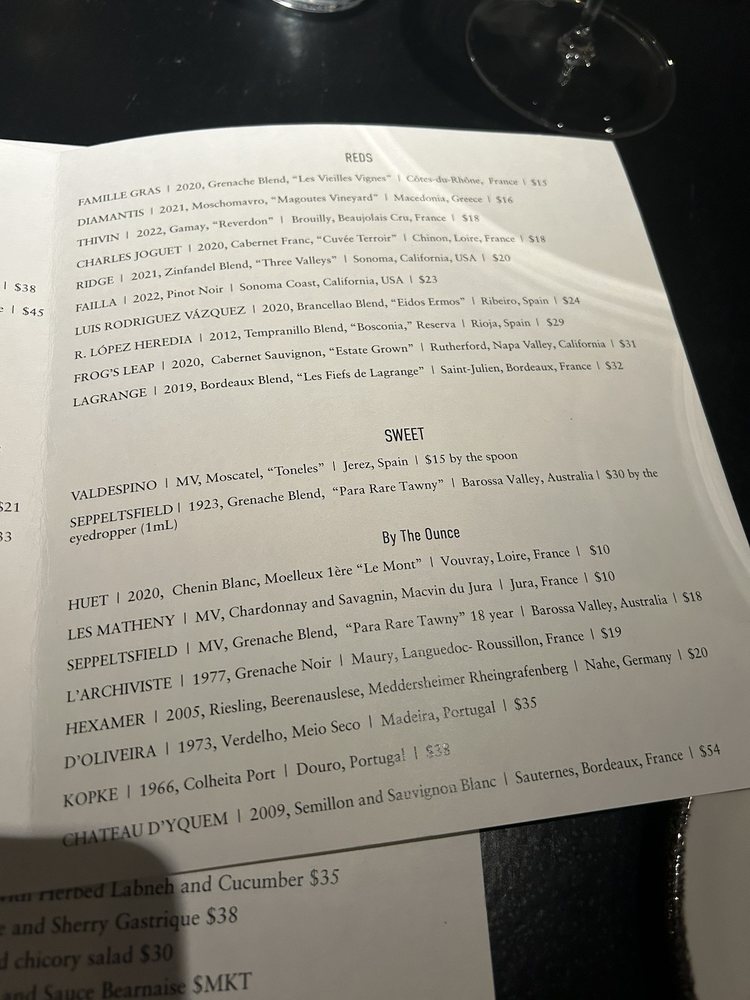 REDS
FAMILLE GRAS | 2020, Grenache Blend, “Les Vieilles Vignes” | Côtes-du-Rhône, France | $15
DIAMANTIS | 2021, Moschomavro, “Magoutes Vineyard” | Macedonia, Greece | $16
THIVIN | 2022, Gamay, “Reverdon” | Brouilly, Beaujolais Cru, France | $18
CHARLES JOGUET | 2020, Cabernet Franc, “Cuvée Terroir” | Chinon, Loire, France | $18
RIDGE | 2021, Zinfandel Blend, “Three Valleys” | Sonoma, California, USA | $20
FAILLA | 2022, Pinot Noir | Sonoma Coast, California, USA | $23
LUIS RODRIGUEZ VÁZQUEZ | 2020, Brancellao Blend, “Eidos Ermos” | Ribeiro, Spain | $24
R. LÓPEZ HEREDIA | 2012, Tempranillo Blend, “Bosconia,” Reserva | Rioja, Spain | $29
FROG’S LEAP | 2020, Cabernet Sauvignon, “Estate Grown” | Rutherford, Napa Valley, California | $31
LAGRANGE | 2019, Bordeaux Blend, “Les Fiefs de Lagrange” | Saint-Julien, Bordeaux, France | $32
| $38
e | $45
$21
33
SWEET
VALDESPINO | MV, Moscatel, “Toneles” | Jerez, Spain | $15 by the spoon
SEPPELTSFIELD | 1923, Grenache Blend, “Para Rare Tawny” | Barossa Valley, Australia | $30 by the
eyedropper (1mL)
By The Ounce
HUET | 2020, Chenin Blanc, Moelleux 1ère “Le Mont” | Vouvray, Loire, France | $10
LES MATHENY | MV, Chardonnay and Savagnin, Macvin du Jura | Jura, France | $10
SEPPELTSFIELD | MV, Grenache Blend, “Para Rare Tawny” 18 year | Barossa Valley, Australia | $18
L’ARCHIVISTE | 1977, Grenache Noir | Maury, Languedoc- Roussillon, France | $19
HEXAMER | 2005, Riesling, Beerenauslese, Meddersheimer Rheingrafenberg | Nahe, Germany | $20
D’OLIVEIRA | 1973, Verdelho, Meio Seco | Madeira, Portugal | $35
KOPKE | 1966, Colheita Port | Douro, Portugal | $38
CHATEAU D’YQUEM | 2009, Semillon and Sauvignon Blanc | Sauternes, Bordeaux, France | $54
with Herbed Labneh and Cucumber $35
e and Sherry Gastrique $38
d chicory salad $30
and Sauce Bearnaise $MKT